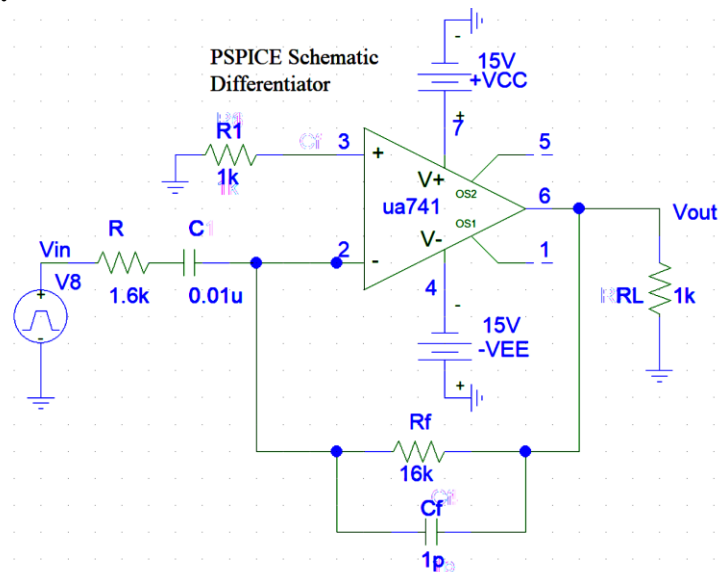 PSPICE Schematic
Differentiator
-
15V
+VCC
+
7
R1
1k
3
+
5
V+
OS2
ua741
6
Vout
OS1
V-
R
C
Vin
2
-
1
V8
1.6k
0.01u
4
-
RL
1k
+
-
15V
-VEE
+
Rf
16k
Cf
1p